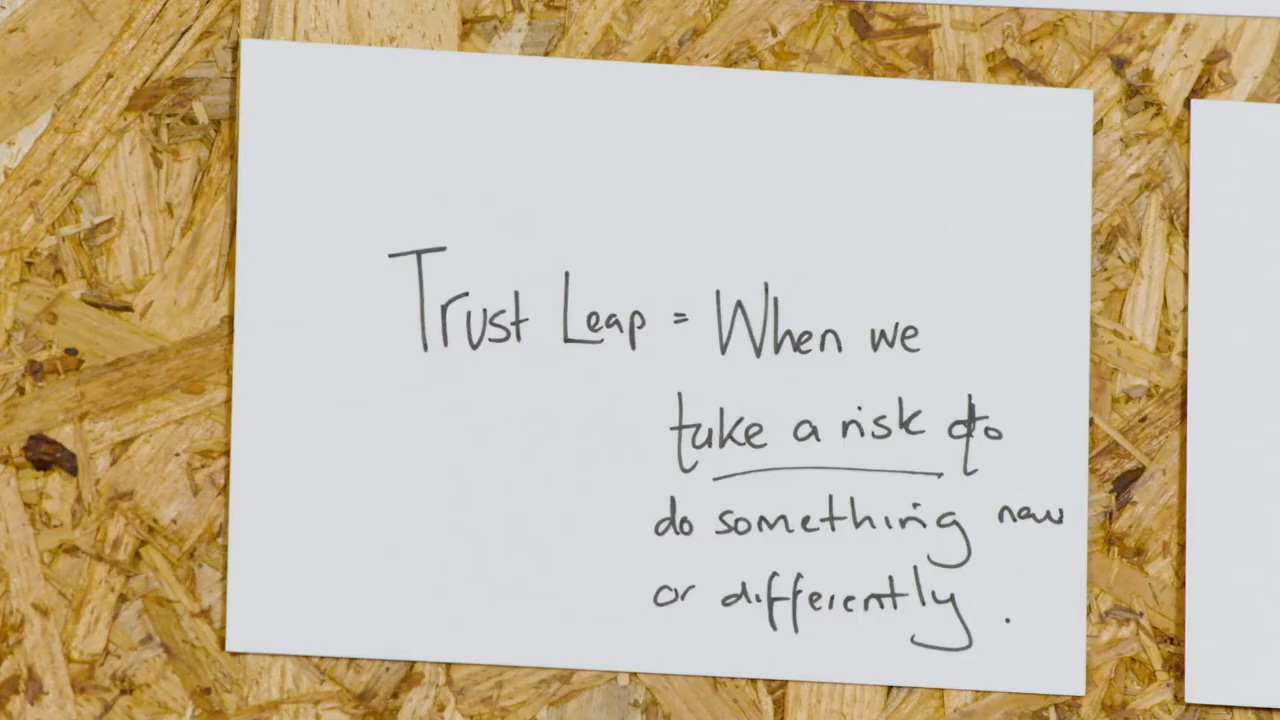 Trust Leap = When we
take a risk to
do something new
or differently.